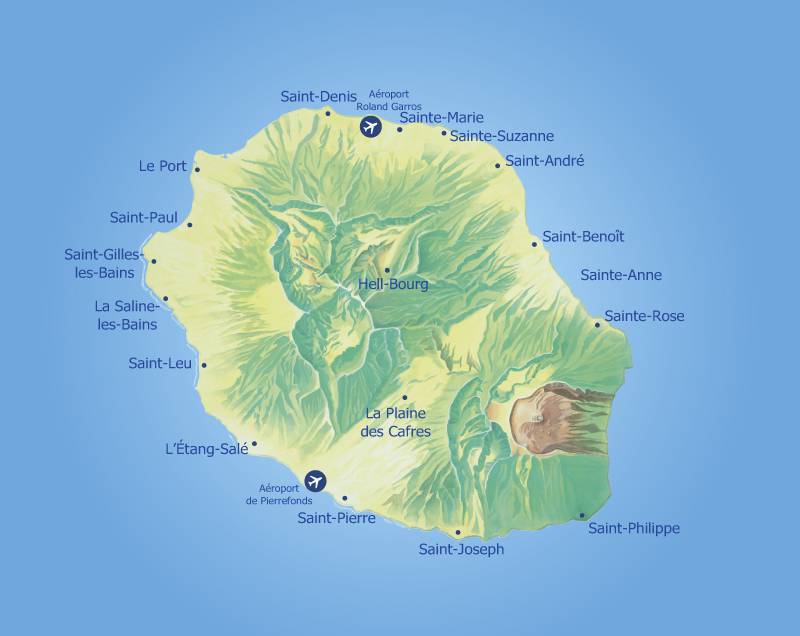 Saint-Denis
Aéroport
Roland Garros
Sainte-Marie
Sainte-Suzanne
Saint-André
Le Port
Saint-Paul
Saint-Benoît
Saint-Gilles-
les-Bains
Sainte-Anne
Hell-Bourg
La Saline-
les-Bains
Sainte-Rose
Saint-Leu
La Plaine
des Cafres
L'Étang-Salé
Aéroport
de Pierrefonds
Saint-Pierre
Saint-Philippe
Saint-Joseph